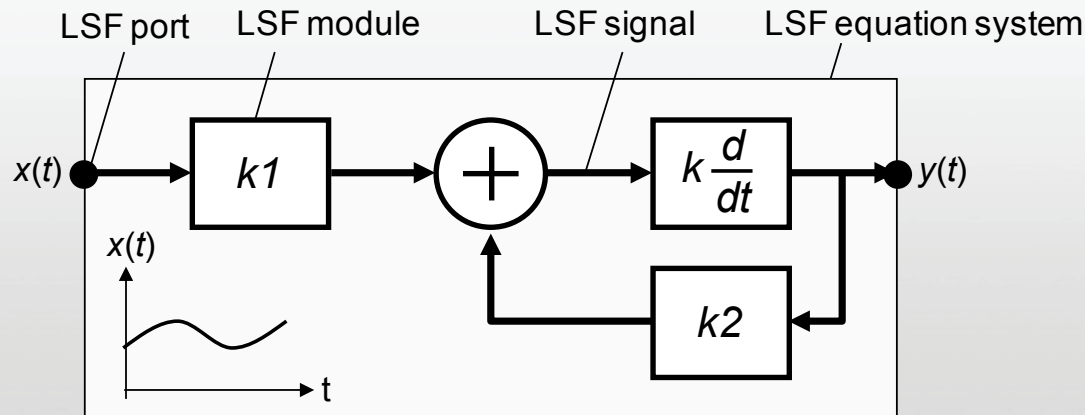 LSF port LSF module LSF signal LSF equation system
x(t) k1 + k d/dt y(t)
x(t)
k2
t